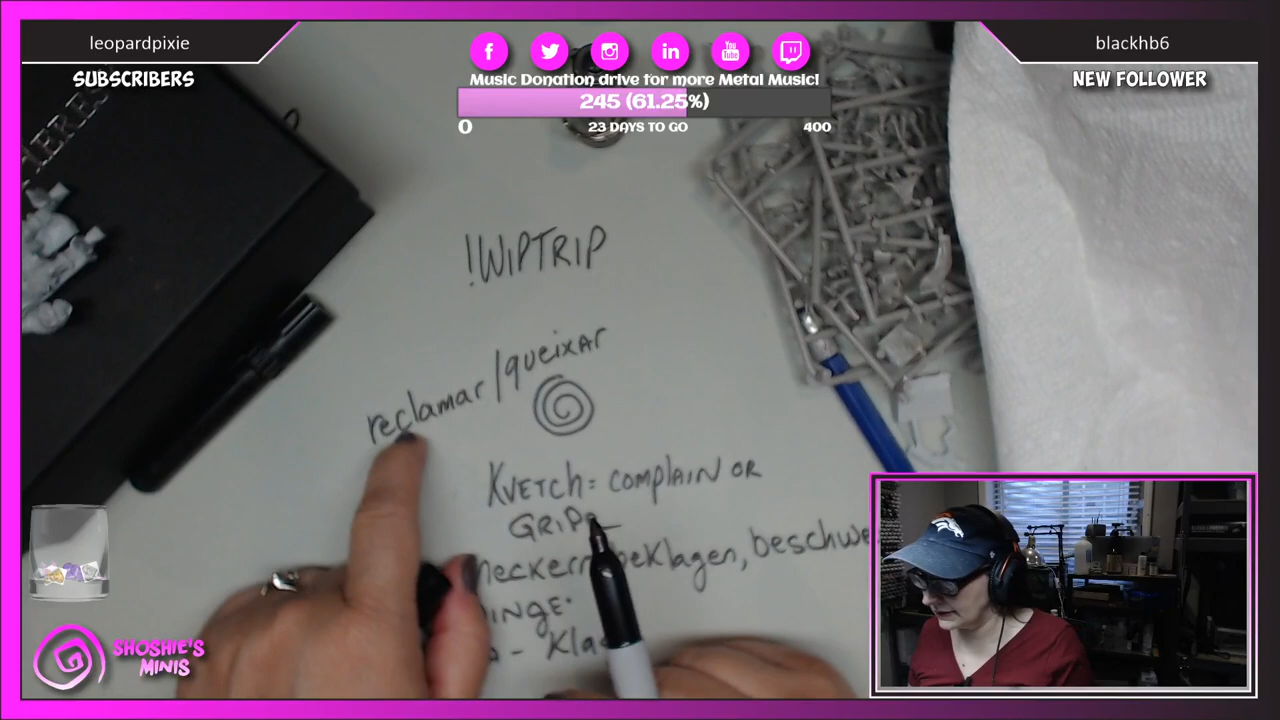 leopardpixie
SUBSCRIBERS
blackhb6
NEW FOLLOWER
Music Donation drive for more Metal Music!
245 (61.25%)
0
23 DAYS TO GO
400
!WIPTRIP
reclamar/queixar
KVETCH = COMPLAIN OR
GRIPE
beklagen,
SHOSHIE'S
MINIS